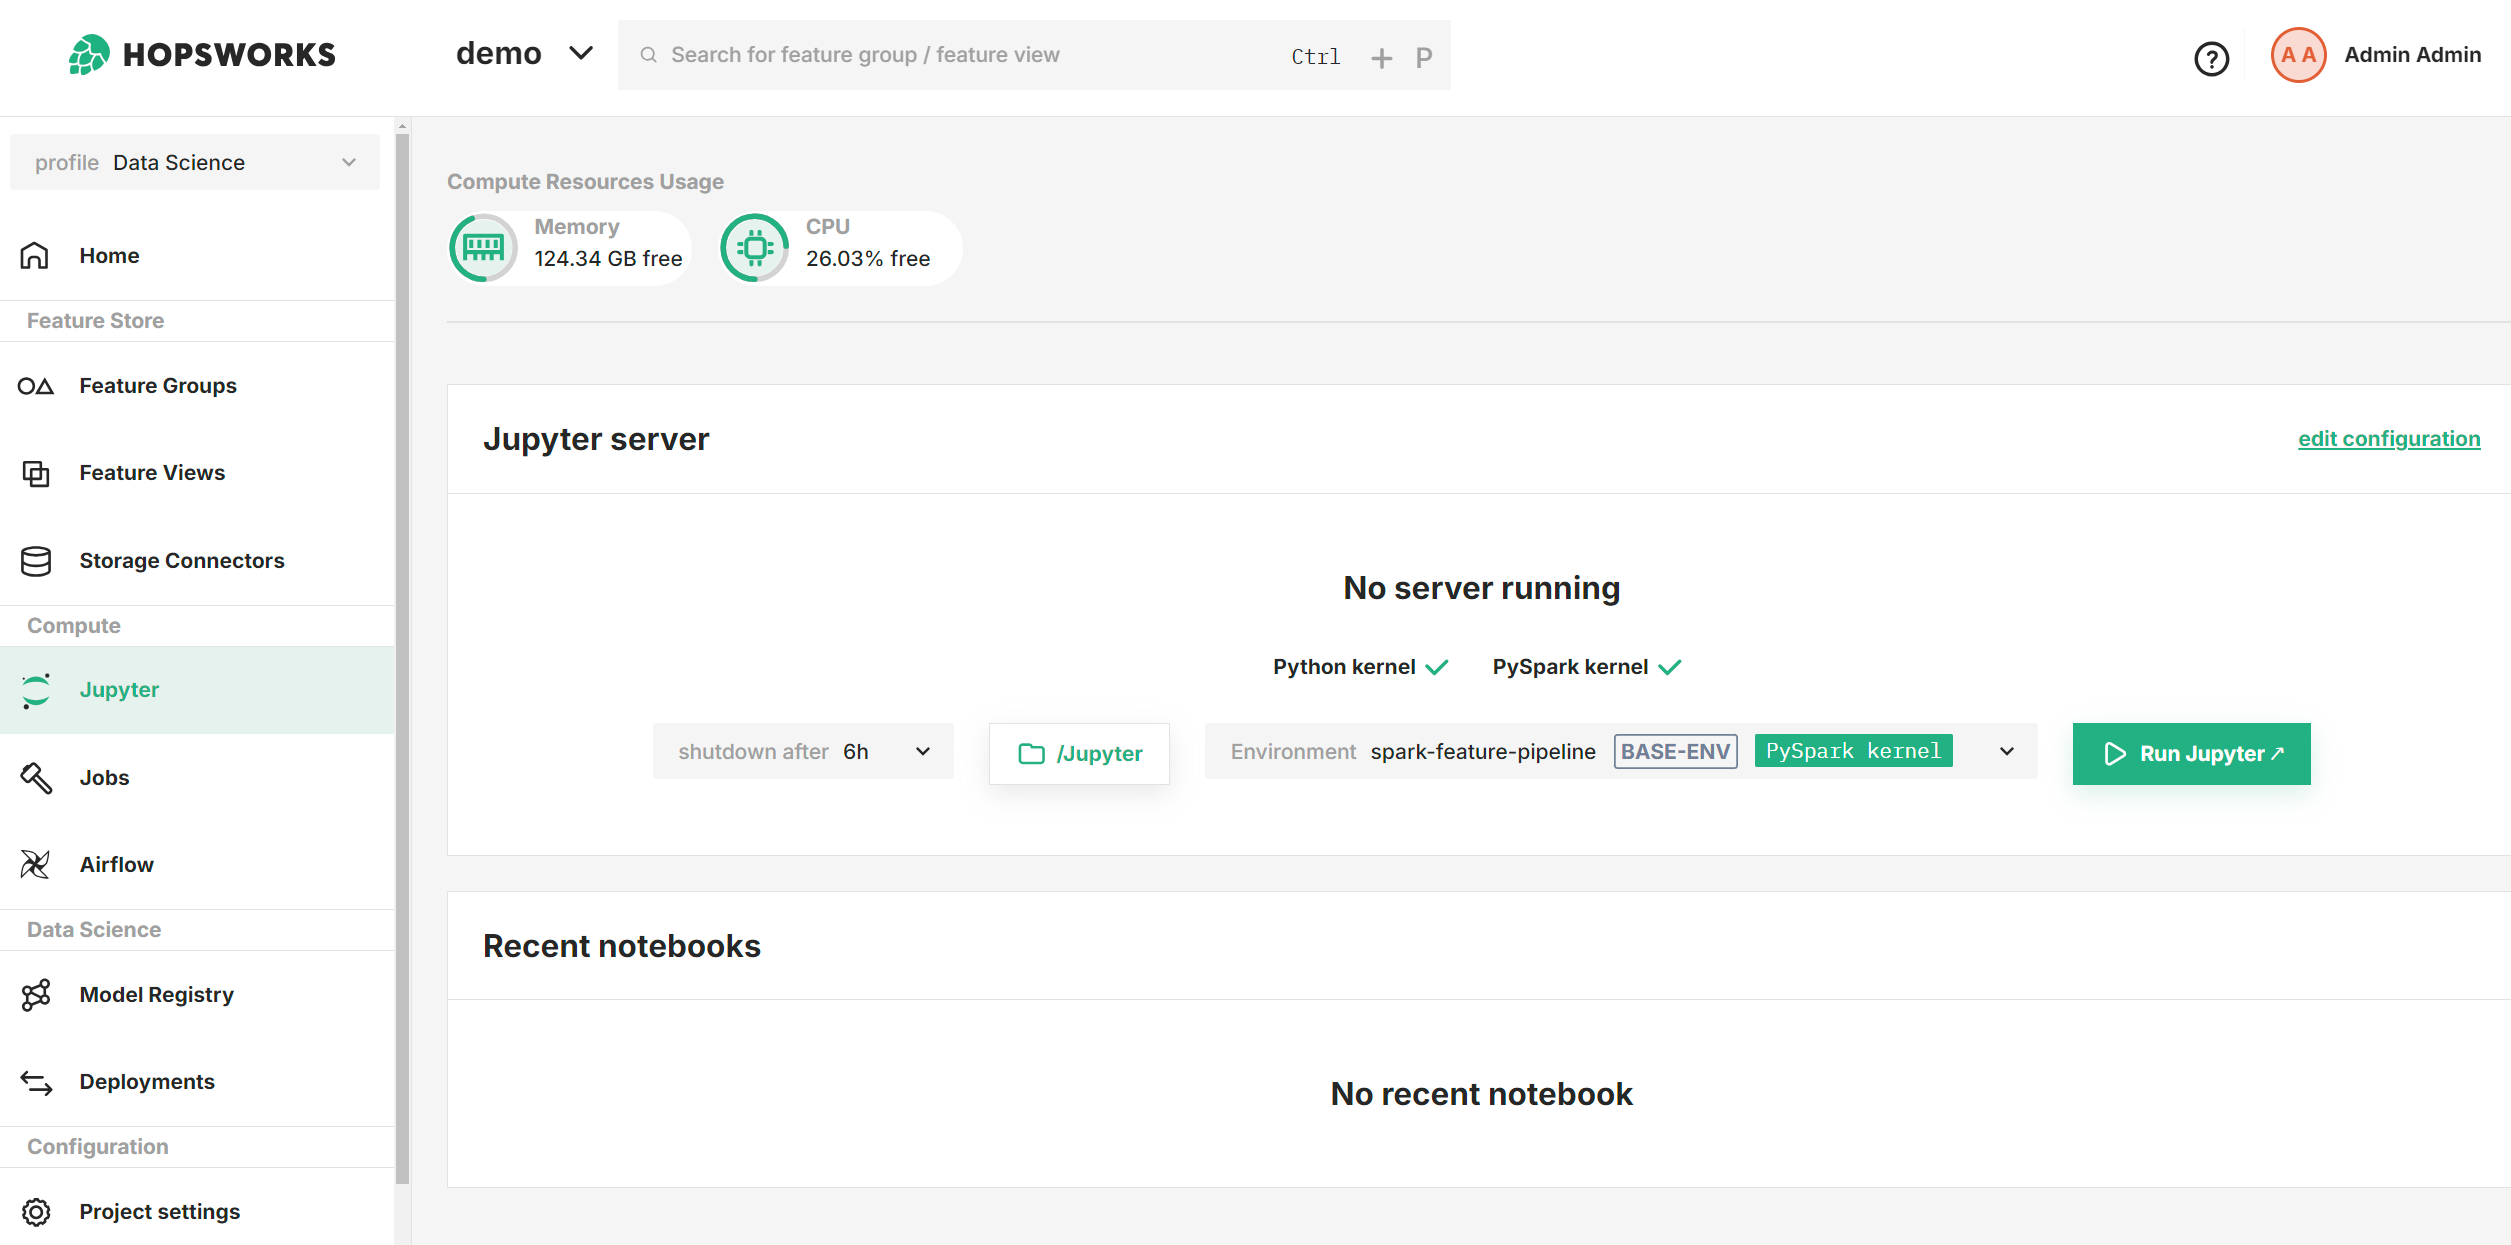 HOPSWORKS
demo
Search for feature group / feature view
Ctrl + P
?
A A
Admin Admin
profile Data Science
Home
Feature Store
Feature Groups
Feature Views
Storage Connectors
Compute
Jupyter
Jobs
Airflow
Data Science
Model Registry
Deployments
Configuration
Project settings
Compute Resources Usage
Memory
124.34 GB free
CPU
26.03% free
Jupyter server
edit configuration
No server running
Python kernel
PySpark kernel
shutdown after 6h
/Jupyter
Environment spark-feature-pipeline BASE-ENV PySpark kernel
Run Jupyter↗
Recent notebooks
No recent notebook